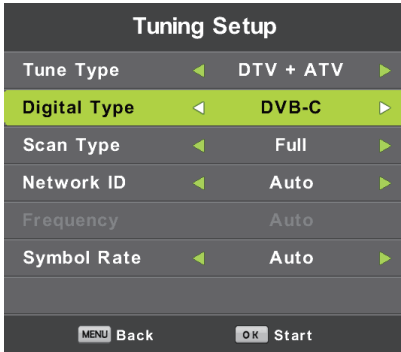 Tuning Setup
Tune Type DTV + ATV
Digital Type DVB-C
Scan Type Full
Network ID Auto
Frequency Auto
Symbol Rate Auto
MENU Back OK Start